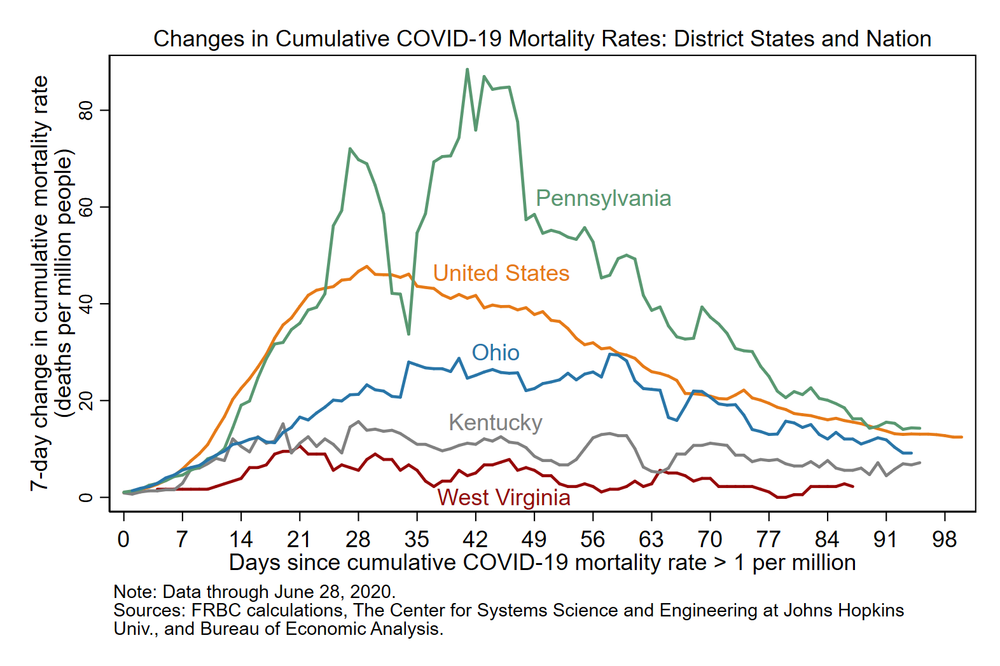 Changes in Cumulative COVID-19 Mortality Rates: District States and Nation
7-day change in cumulative mortality rate
(deaths per million people)
80
60
40
20
0
Pennsylvania
United States
Ohio
Kentucky
West Virginia
0 7 14 21 28 35 42 49 56 63 70 77 84 91 98
Days since cumulative COVID-19 mortality rate > 1 per million
Note: Data through June 28, 2020.
Sources: FRBC calculations, The Center for Systems Science and Engineering at Johns Hopkins
Univ., and Bureau of Economic Analysis.